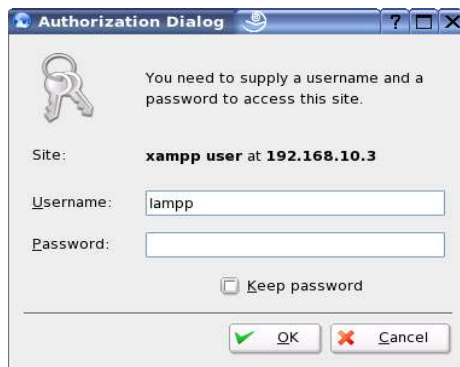 Authorization Dialog
You need to supply a username and a
password to access this site.
Site: xampp user at 192.168.10.3
Username: lampp
Password:
Keep password
OK Cancel